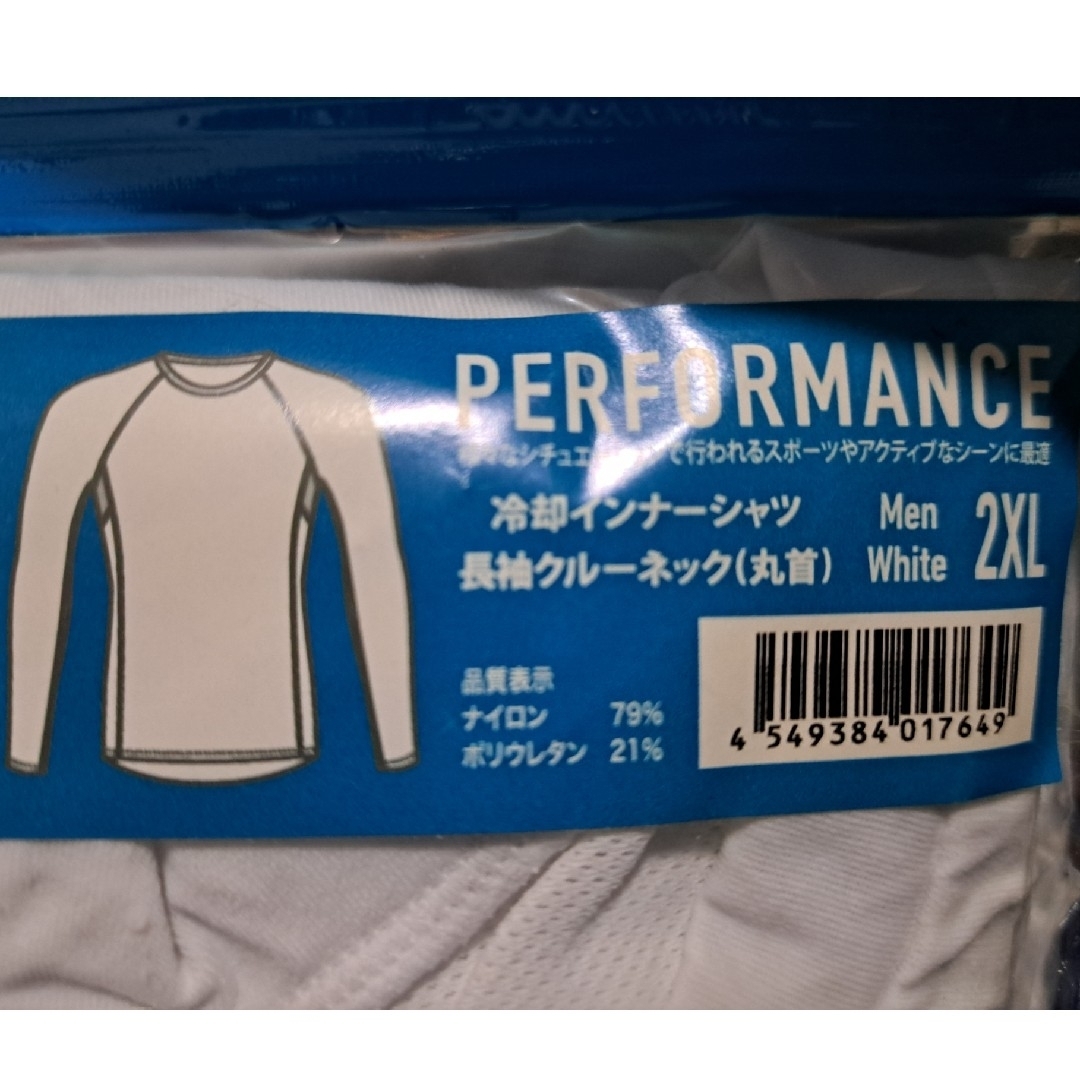 PERFORMANCE
で行われるスポーツやアクティブなシーンに最適
冷却インナーシャツ Men 2XL
長袖クルーネック(丸首) White
品質表示
ナイロン 79%
ポリウレタン 21%
4 549384 017649